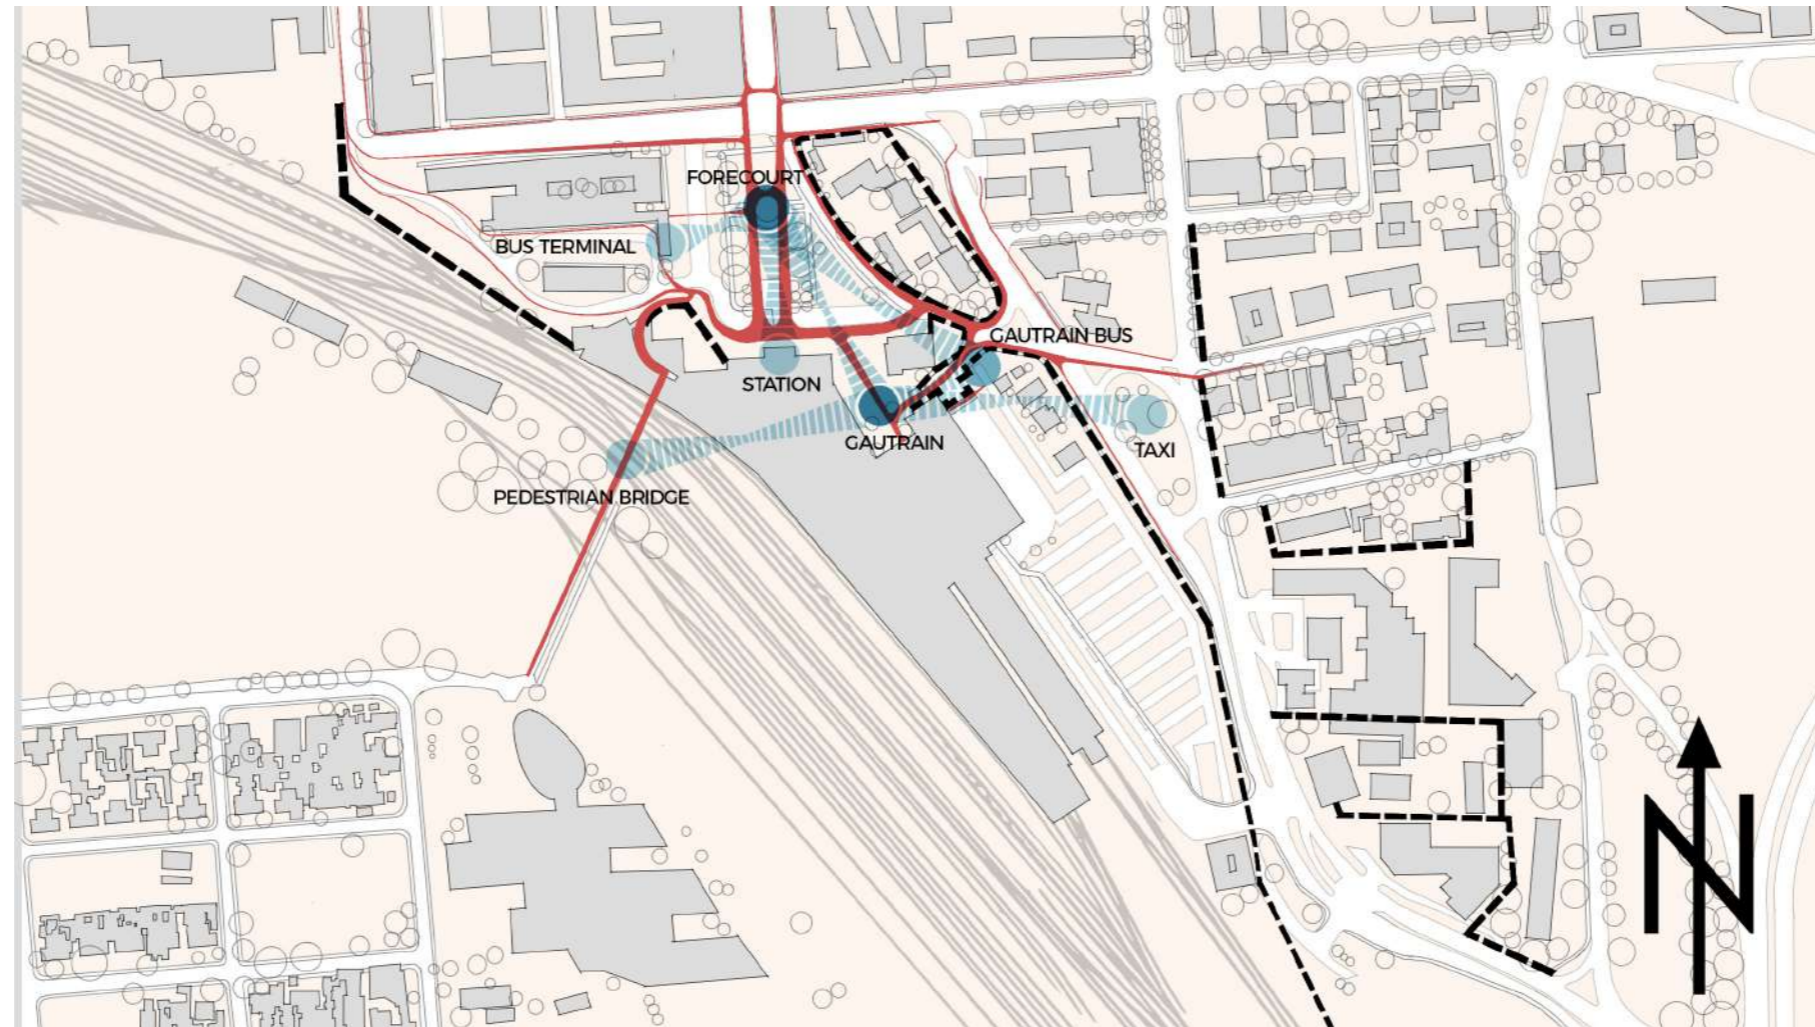 FORECOURT
BUS TERMINAL
GAUTRAIN BUS
STATION
GAUTRAIN
TAXI
PEDESTRIAN BRIDGE
N